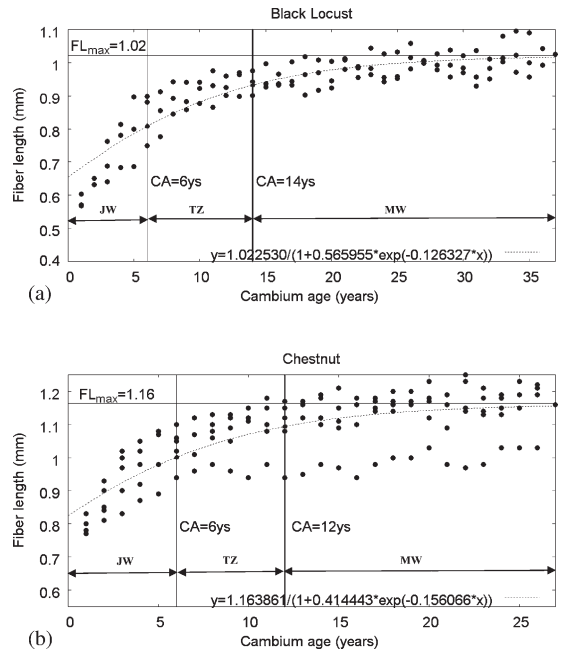 Black Locust
1.1
1
0.9
0.8
0.7
0.6
0.5
0.4
Fiber length (mm)
FLmax=1.02
CA=6ys
CA=14ys
JW
TZ
MW
y=1.022530/(1+0.565955*exp(-0.126327*x))
0 5 10 15 20 25 30 35
Cambium age (years)
(a)
Chestnut
1.2
1.1
1
0.9
0.8
0.7
0.6
Fiber length (mm)
FLmax=1.16
CA=6ys
CA=12ys
JW
TZ
MW
y=1.163861/(1+0.414443*exp(-0.156066*x))
0 5 10 15 20 25
Cambium age (years)
(b)